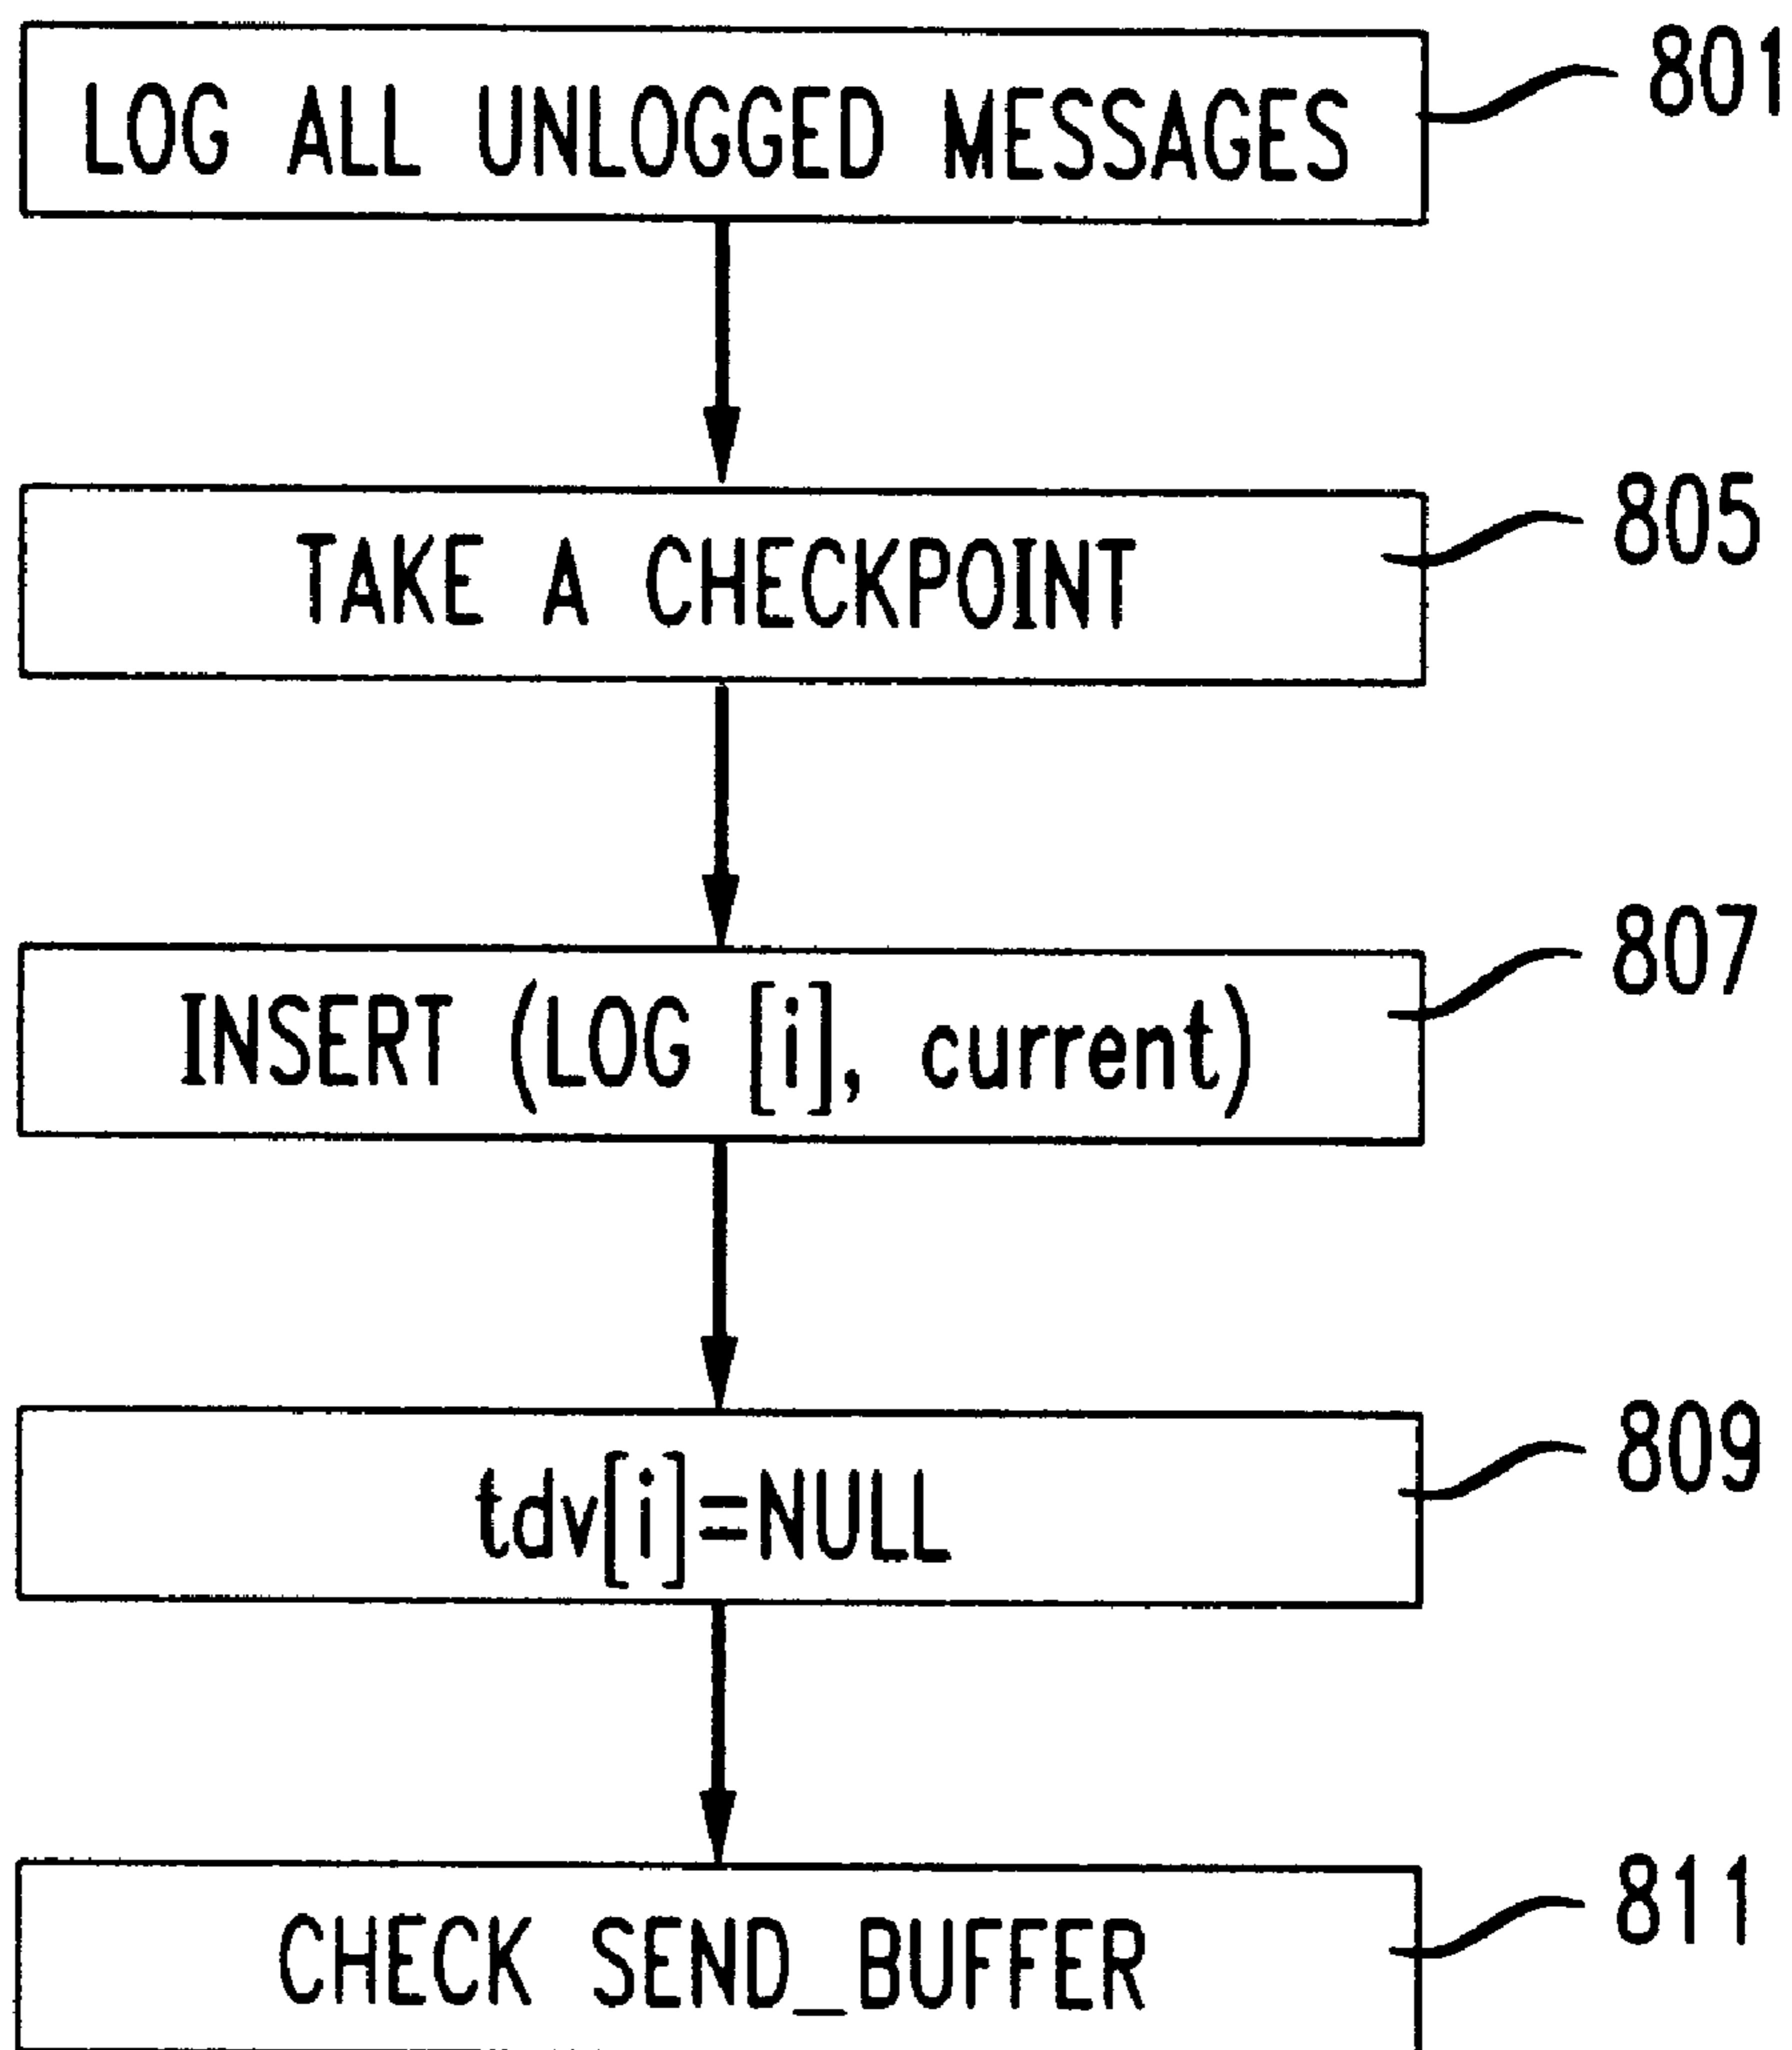 LOG ALL UNLOGGED MESSAGES
801
TAKE A CHECKPOINT
805
INSERT (LOG [i], current)
807
tdv[i]=NULL
809
CHECK SEND_BUFFER
811